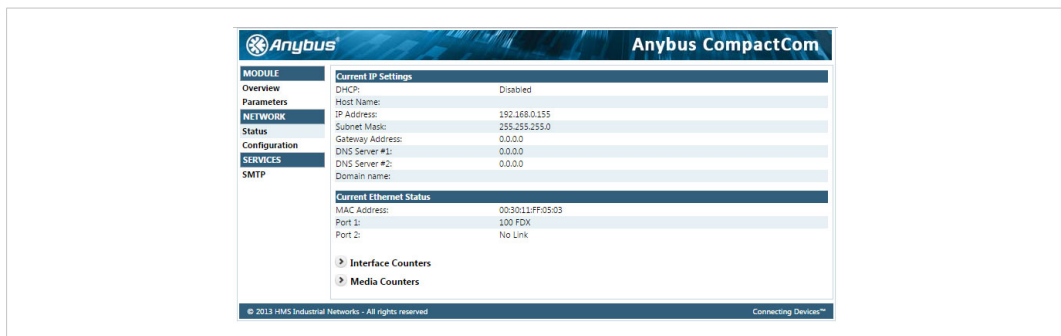 Anybus®
Anybus CompactCom
MODULE
Overview
Parameters
NETWORK
Status
Configuration
SERVICES
SMTP
Current IP Settings
DHCP: Disabled
Host Name:
IP Address: 192.168.0.155
Subnet Mask: 255.255.255.0
Gateway Address: 0.0.0.0
DNS Server #1: 0.0.0.0
DNS Server #2: 0.0.0.0
Domain name:
Current Ethernet Status
MAC Address: 00:30:11:FF:05:03
Port 1: 100 FDX
Port 2: No Link
Interface Counters
Media Counters
© 2013 HMS Industrial Networks - All rights reserved
Connecting Devices™